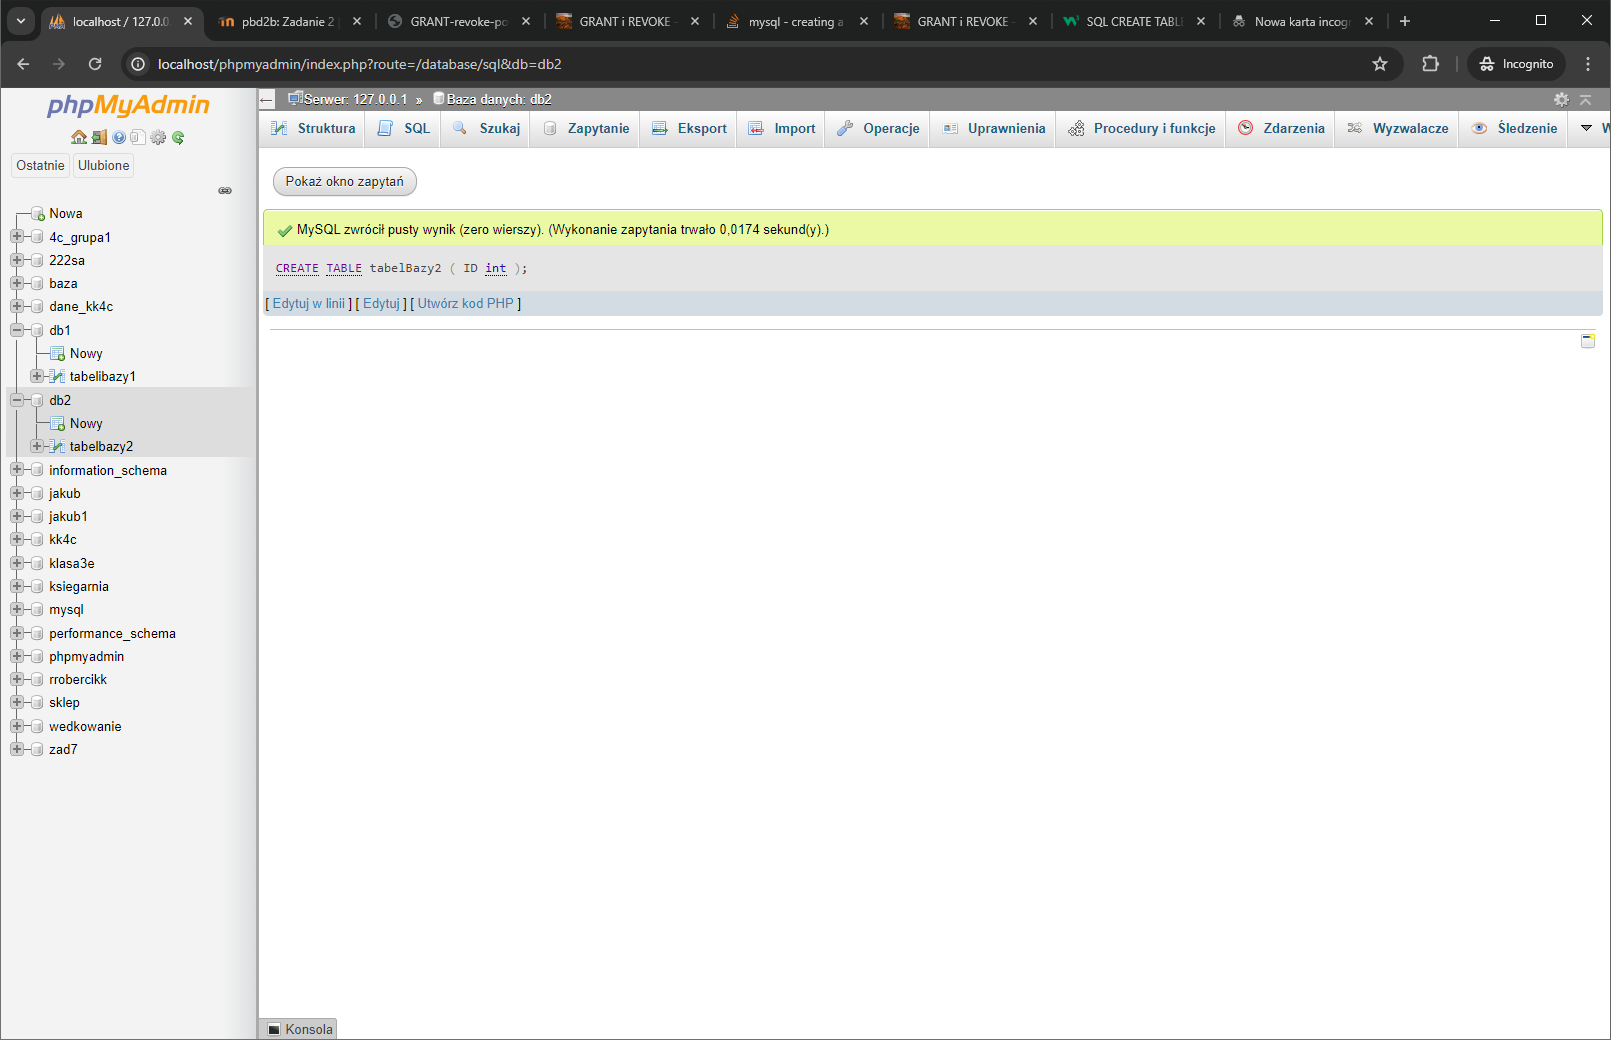 localhost / 127.0.0
pbd2b: Zadanie 2
GRANT-revoke-po
GRANT i REVOKE -
mysql - creating a
GRANT i REVOKE -
SQL CREATE TABLE
Nowa karta incogn
localhost/phpmyadmin/index.php?route=/database/sql&db=db2
Incognito
phpMyAdmin
Ostatnie
Ulubione
Nowa
4c_grupa1
222sa
baza
dane_kk4c
db1
Nowy
tabelibazy1
db2
Nowy
tabelbazy2
information_schema
jakub
jakub1
kk4c
klasa3e
ksiegarnia
mysql
performance_schema
phpmyadmin
rrobercikk
sklep
wedkowanie
zad7
Serwer: 127.0.0.1 » Baza danych: db2
Struktura
SQL
Szukaj
Zapytanie
Eksport
Import
Operacje
Uprawnienia
Procedury i funkcje
Zdarzenia
Wyzwalacze
Śledzenie
Pokaż okno zapytań
MySQL zwrócił pusty wynik (zero wierszy). (Wykonanie zapytania trwało 0,0174 sekund(y).)
CREATE TABLE tabelBazy2 ( ID int );
[ Edytuj w linii ] [ Edytuj ] [ Utwórz kod PHP ]
Konsola